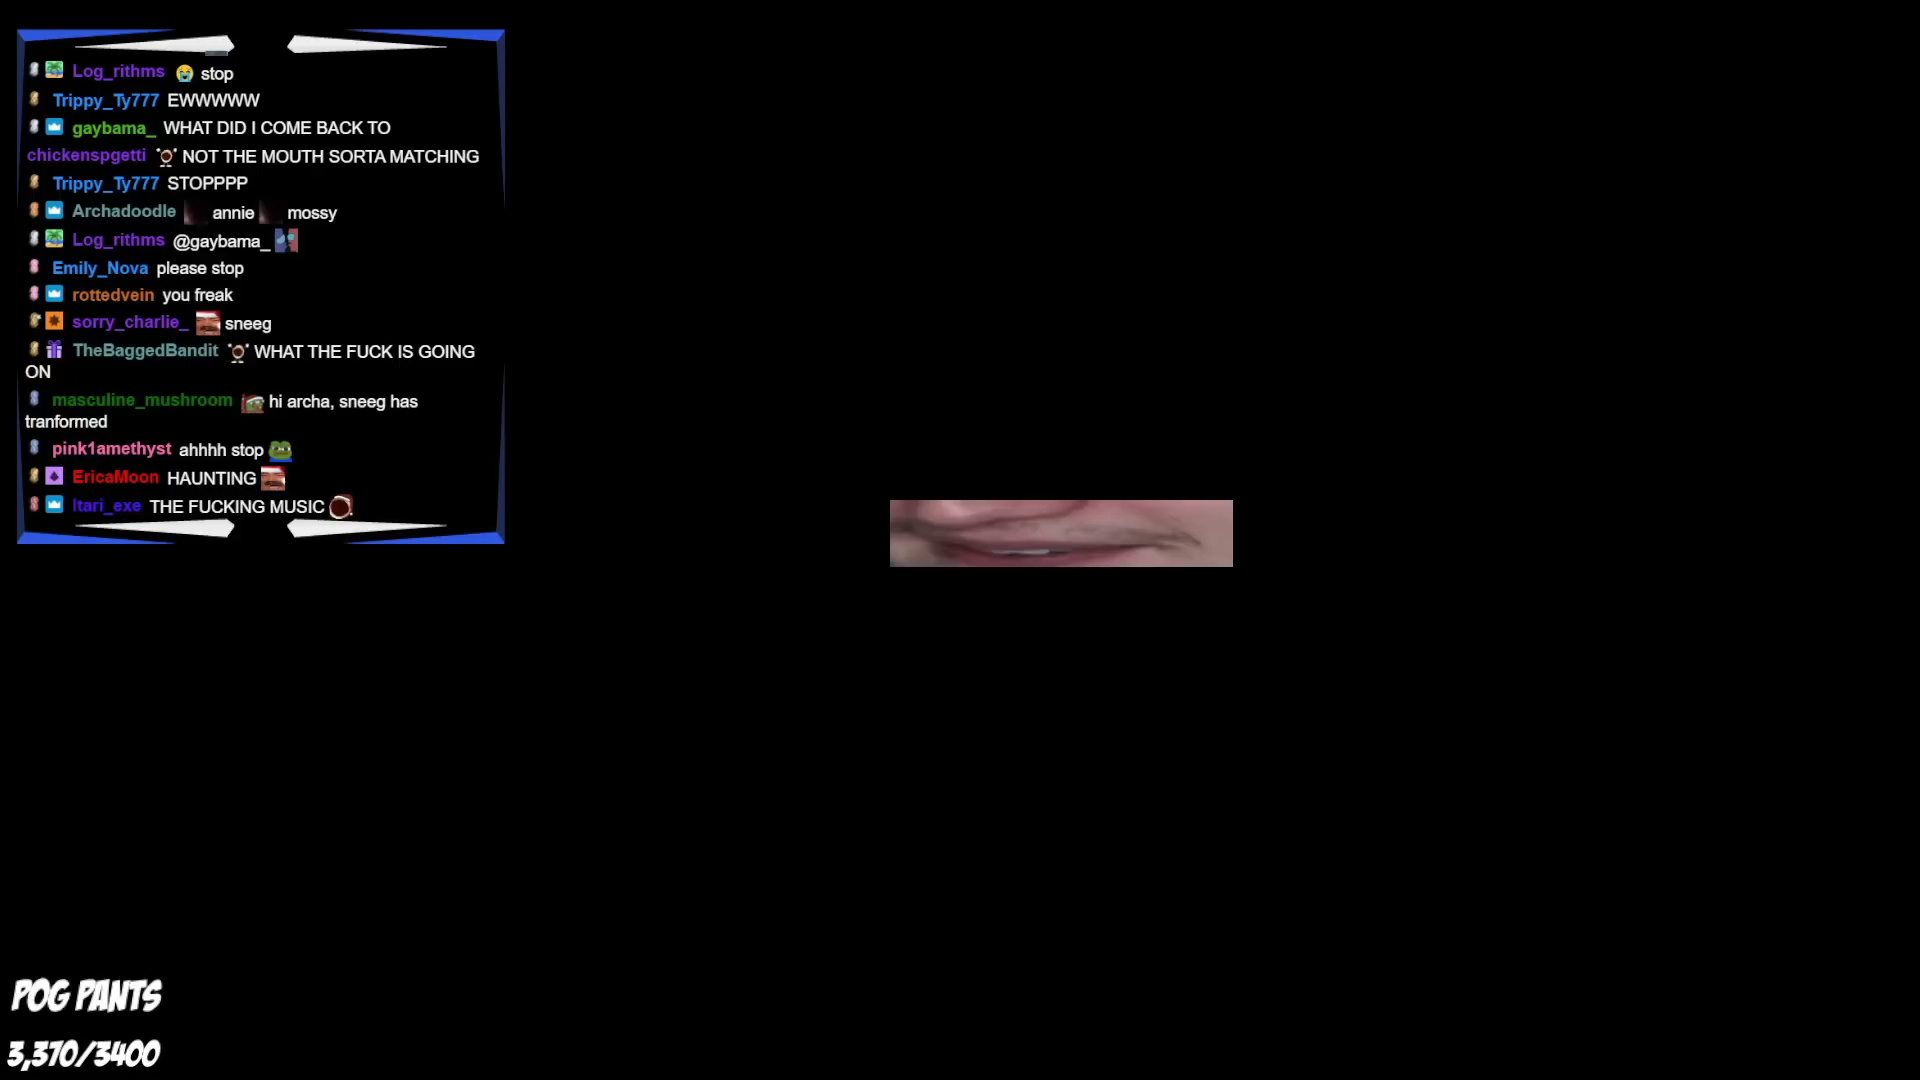 Log_rithms 😭 stop
Trippy_Ty777 EWWWWW
gaybama_ WHAT DID I COME BACK TO
chickenspgetti NOT THE MOUTH SORTA MATCHING
Trippy_Ty777 STOPPPP
Archadoodle annie mossy
Log_rithms @gaybama_
Emily_Nova please stop
rottedvein you freak
sorry_charlie_ sneeg
TheBaggedBandit WHAT THE FUCK IS GOING
ON
masculine_mushroom hi archa, sneeg has
tranformed
pink1amethyst ahhhh stop
EricaMoon HAUNTING
ltari_exe THE FUCKING MUSIC
POG PANTS
3,370/3400